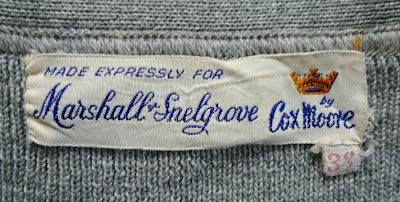 MADE EXPRESSLY FOR
Marshall & Snelgrove
by
Cox Moore
38